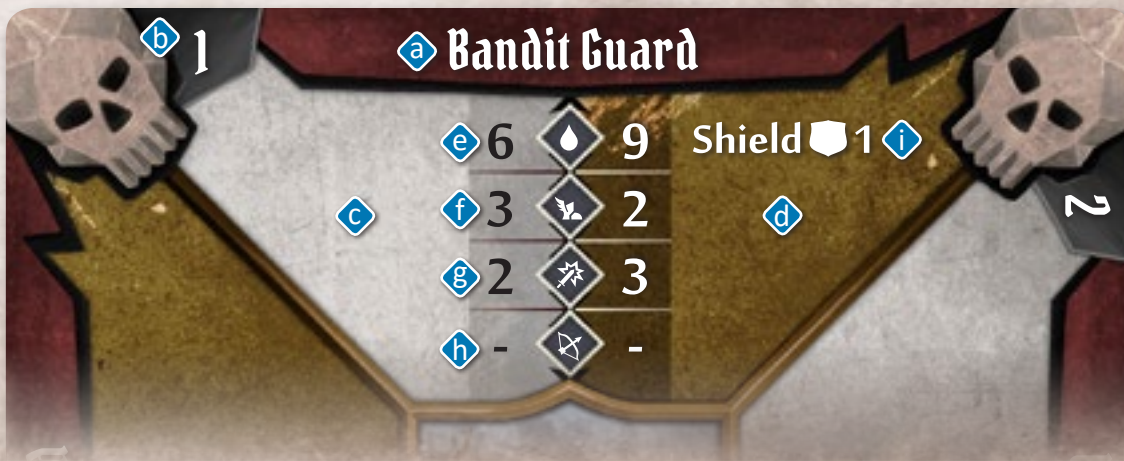 b 1 a Bandit Guard
e 6 9 Shield 1 i
c f 3 2 d 2
g 2 3
h - -